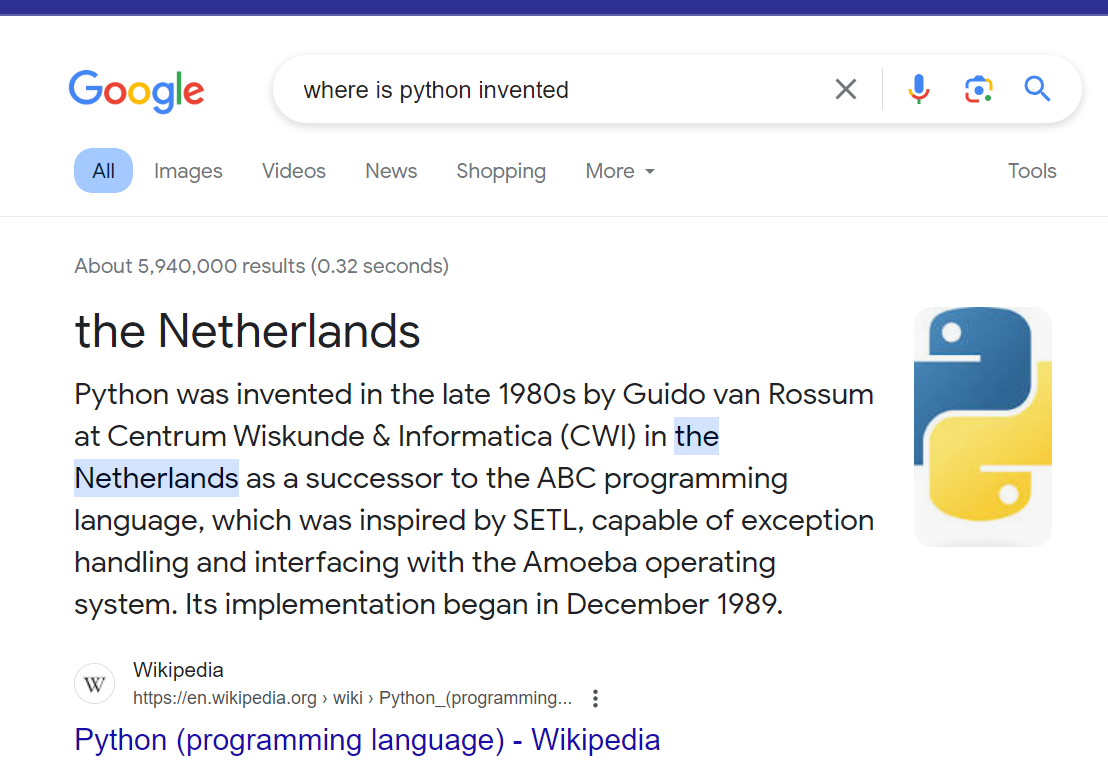 Google
where is python invented
All Images Videos News Shopping More Tools
About 5,940,000 results (0.32 seconds)
the Netherlands
Python was invented in the late 1980s by Guido van Rossum
at Centrum Wiskunde & Informatica (CWI) in the
Netherlands as a successor to the ABC programming
language, which was inspired by SETL, capable of exception
handling and interfacing with the Amoeba operating
system. Its implementation began in December 1989.
W
Wikipedia
https://en.wikipedia.org › wiki › Python_(programming...
Python (programming language) - Wikipedia